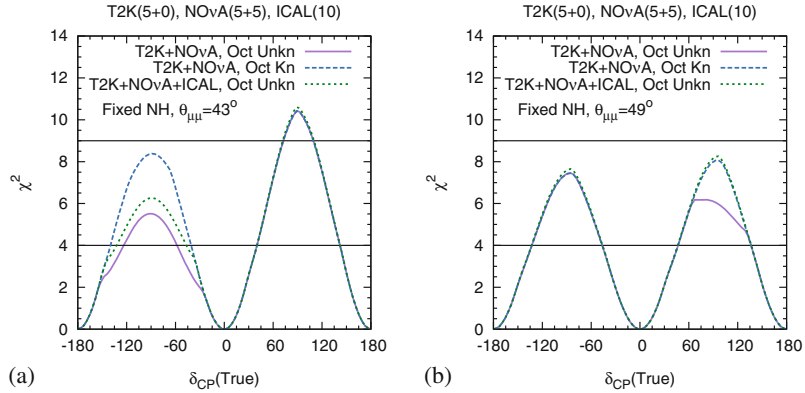 T2K(5+0), NOνA(5+5), ICAL(10)
14
12
10
8
6
4
2
0
χ²
T2K+NOνA, Oct Unkn
T2K+NOνA, Oct Kn
T2K+NOνA+ICAL, Oct Unkn
Fixed NH, θμμ=43°
-180 -120 -60 0 60 120 180
δCP(True)
(a)
T2K(5+0), NOνA(5+5), ICAL(10)
14
12
10
8
6
4
2
0
χ²
T2K+NOνA, Oct Unkn
T2K+NOνA, Oct Kn
T2K+NOνA+ICAL, Oct Unkn
Fixed NH, θμμ=49°
-180 -120 -60 0 60 120 180
δCP(True)
(b)